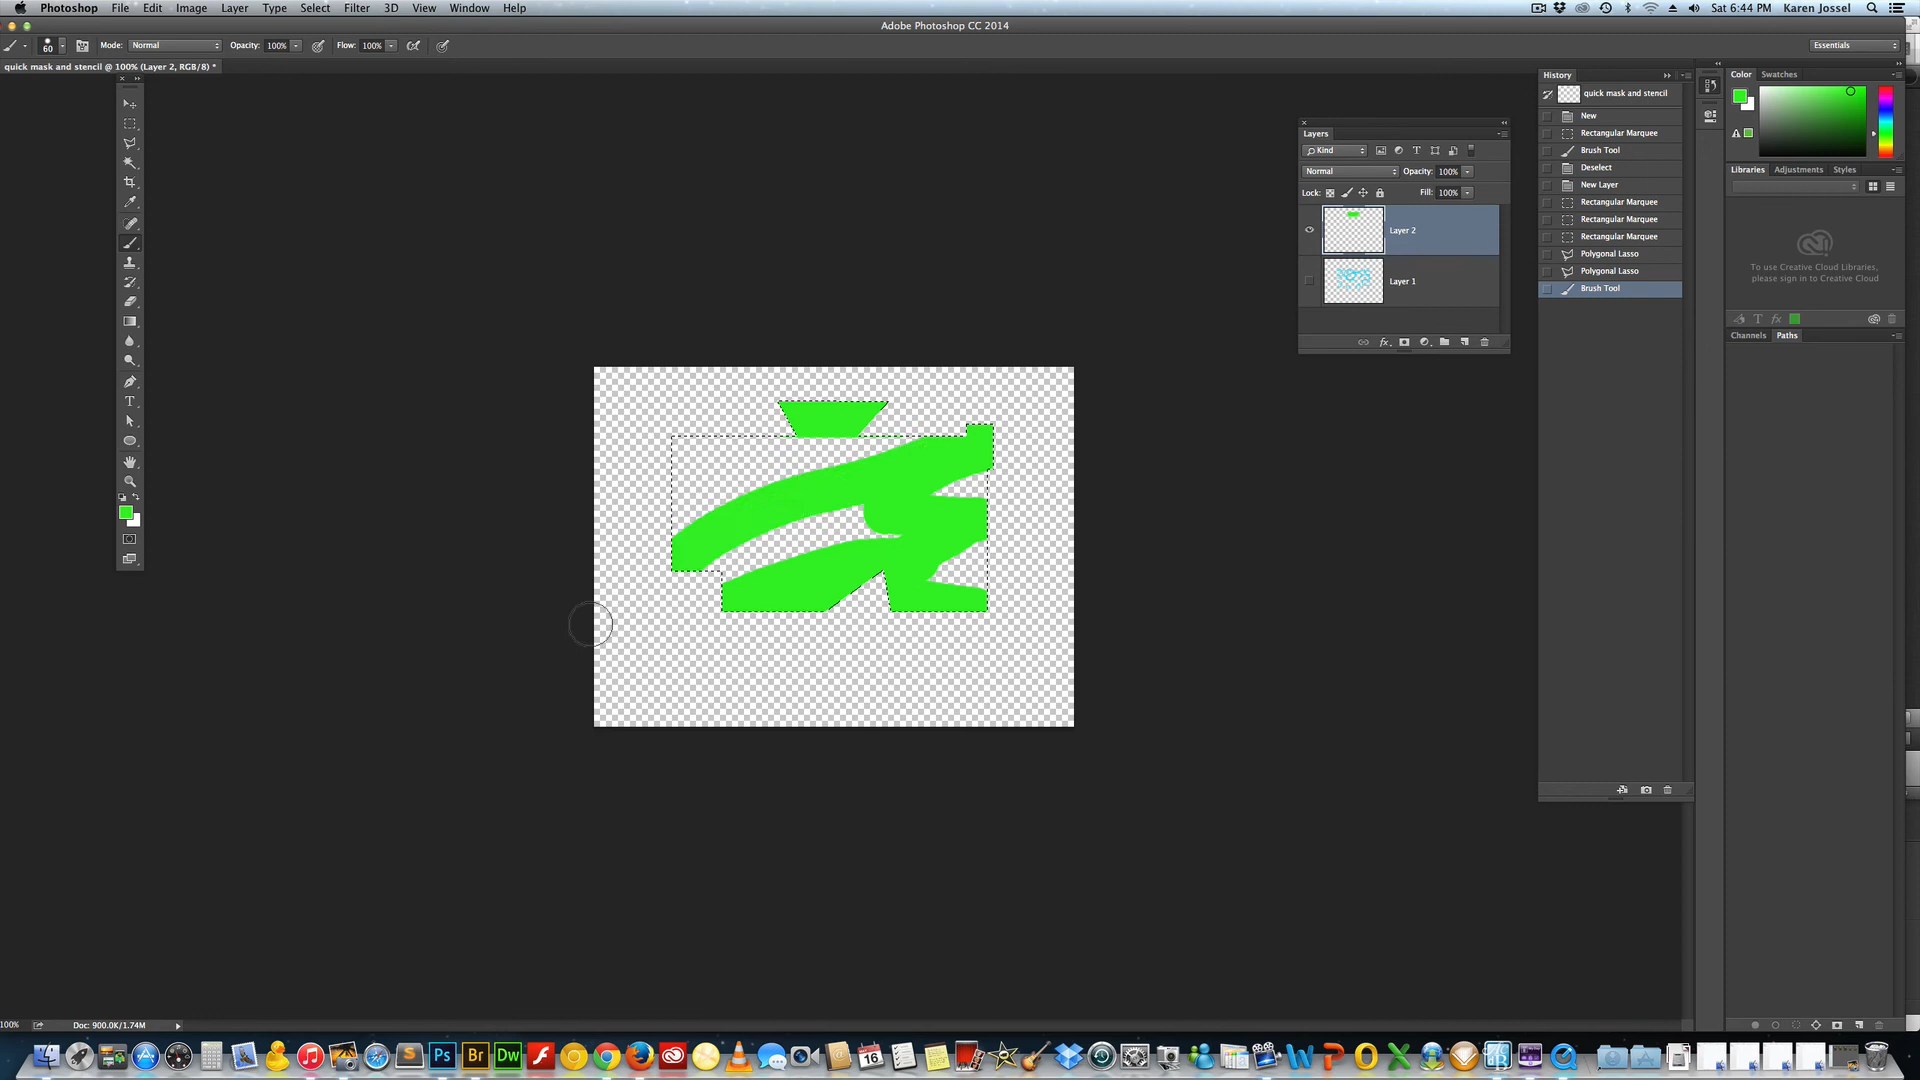 Photoshop File Edit Image Layer Type Select Filter 3D View Window Help Sat 6:44 PM Karen Jossel
Adobe Photoshop CC 2014
60 Mode: Normal Opacity: 100% Flow: 100% Essentials
quick mask and stencil @ 100% (Layer 2, RGB/8) *
History
quick mask and stencil
New
Rectangular Marquee
Brush Tool
Deselect
New Layer
Rectangular Marquee
Rectangular Marquee
Rectangular Marquee
Polygonal Lasso
Polygonal Lasso
Brush Tool
Layers
Kind
Normal Opacity: 100%
Lock: Fill: 100%
Layer 2
Layer 1
Color Swatches
Libraries Adjustments Styles
To use Creative Cloud Libraries,
please sign in to Creative Cloud
Channels Paths
100% Doc: 900.0K/1.74M
Ps Br Dw
16